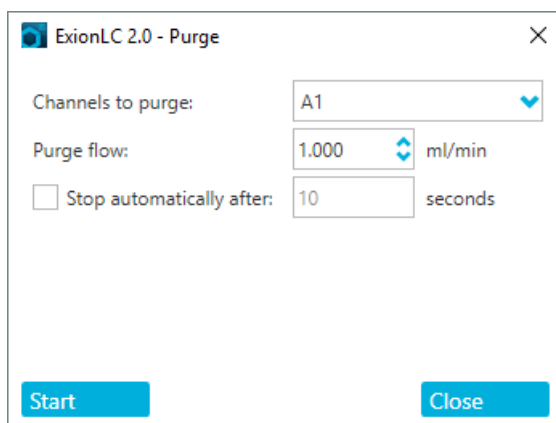 ExionLC 2.0 - Purge
Channels to purge: A1
Purge flow: 1.000 ml/min
Stop automatically after: 10 seconds
Start Close